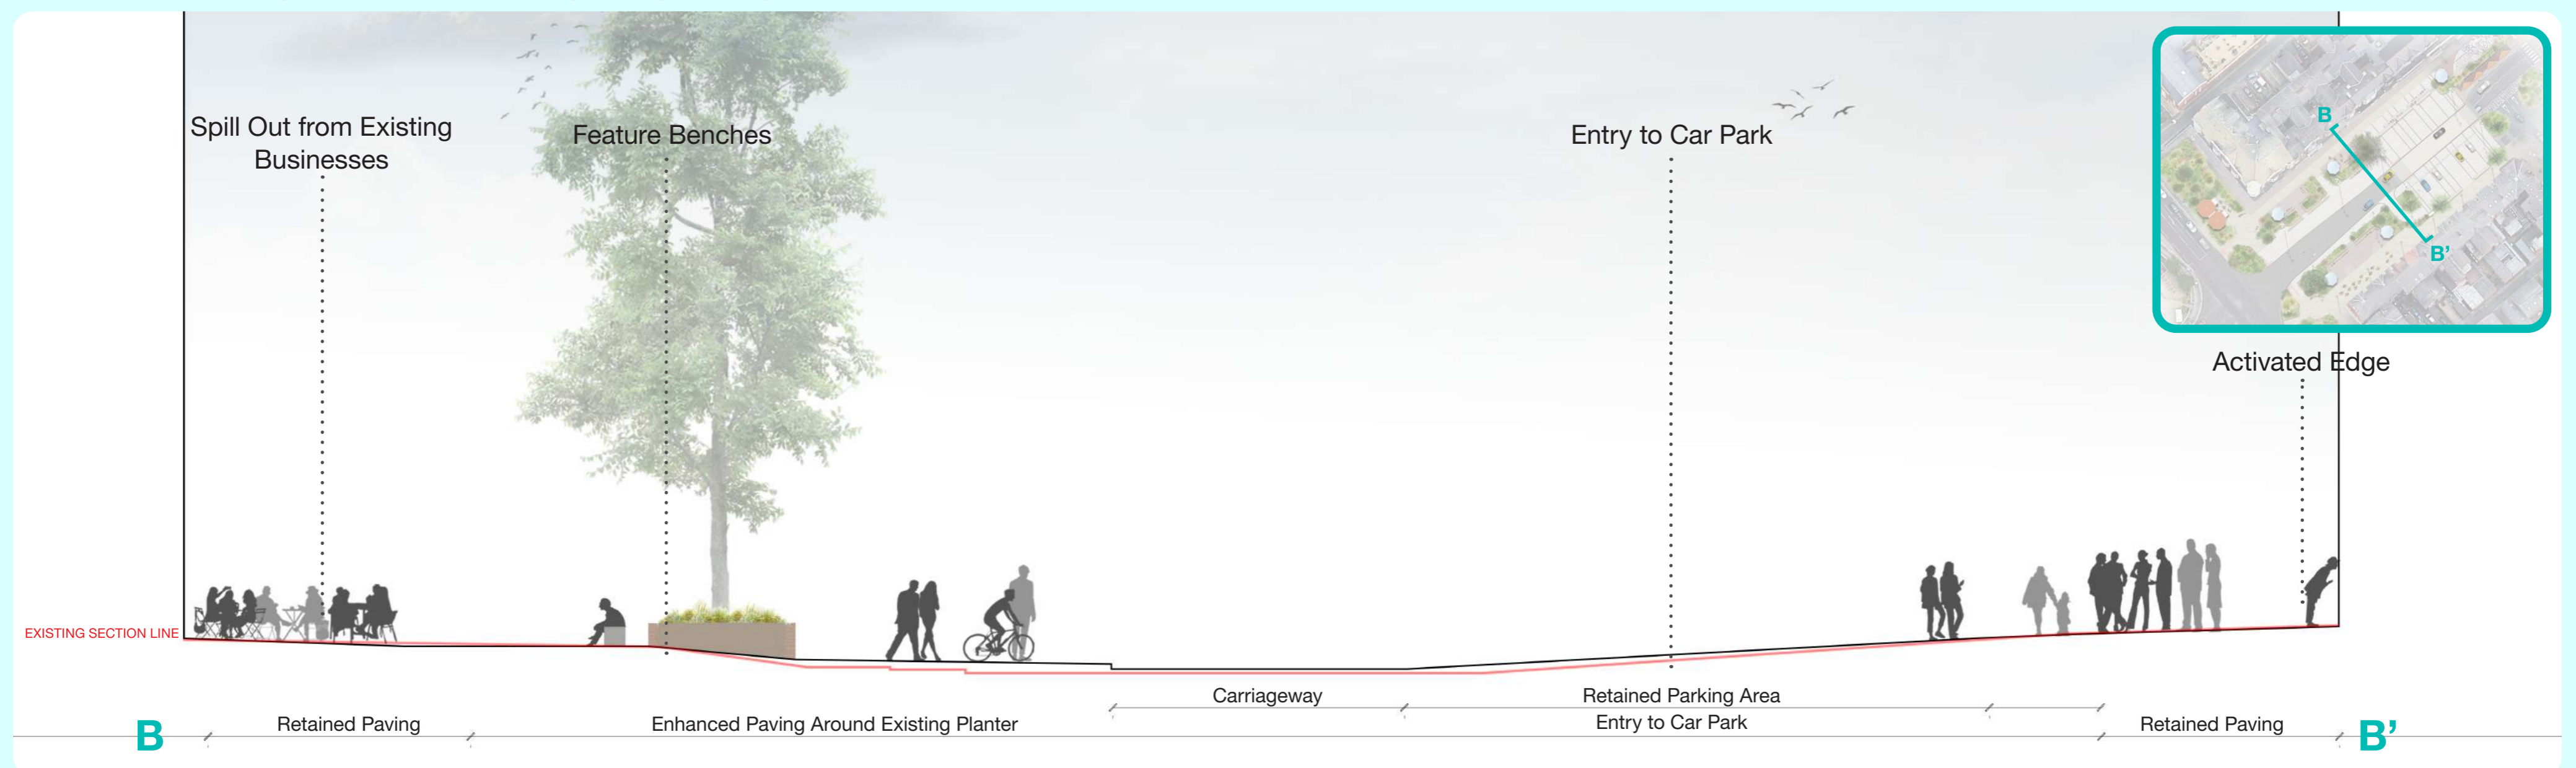 Spill Out from Existing
Businesses
Feature Benches
Entry to Car Park
B
B'
Activated Edge
EXISTING SECTION LINE
Carriageway
Retained Parking Area
B
Retained Paving
Enhanced Paving Around Existing Planter
Entry to Car Park
Retained Paving
B'